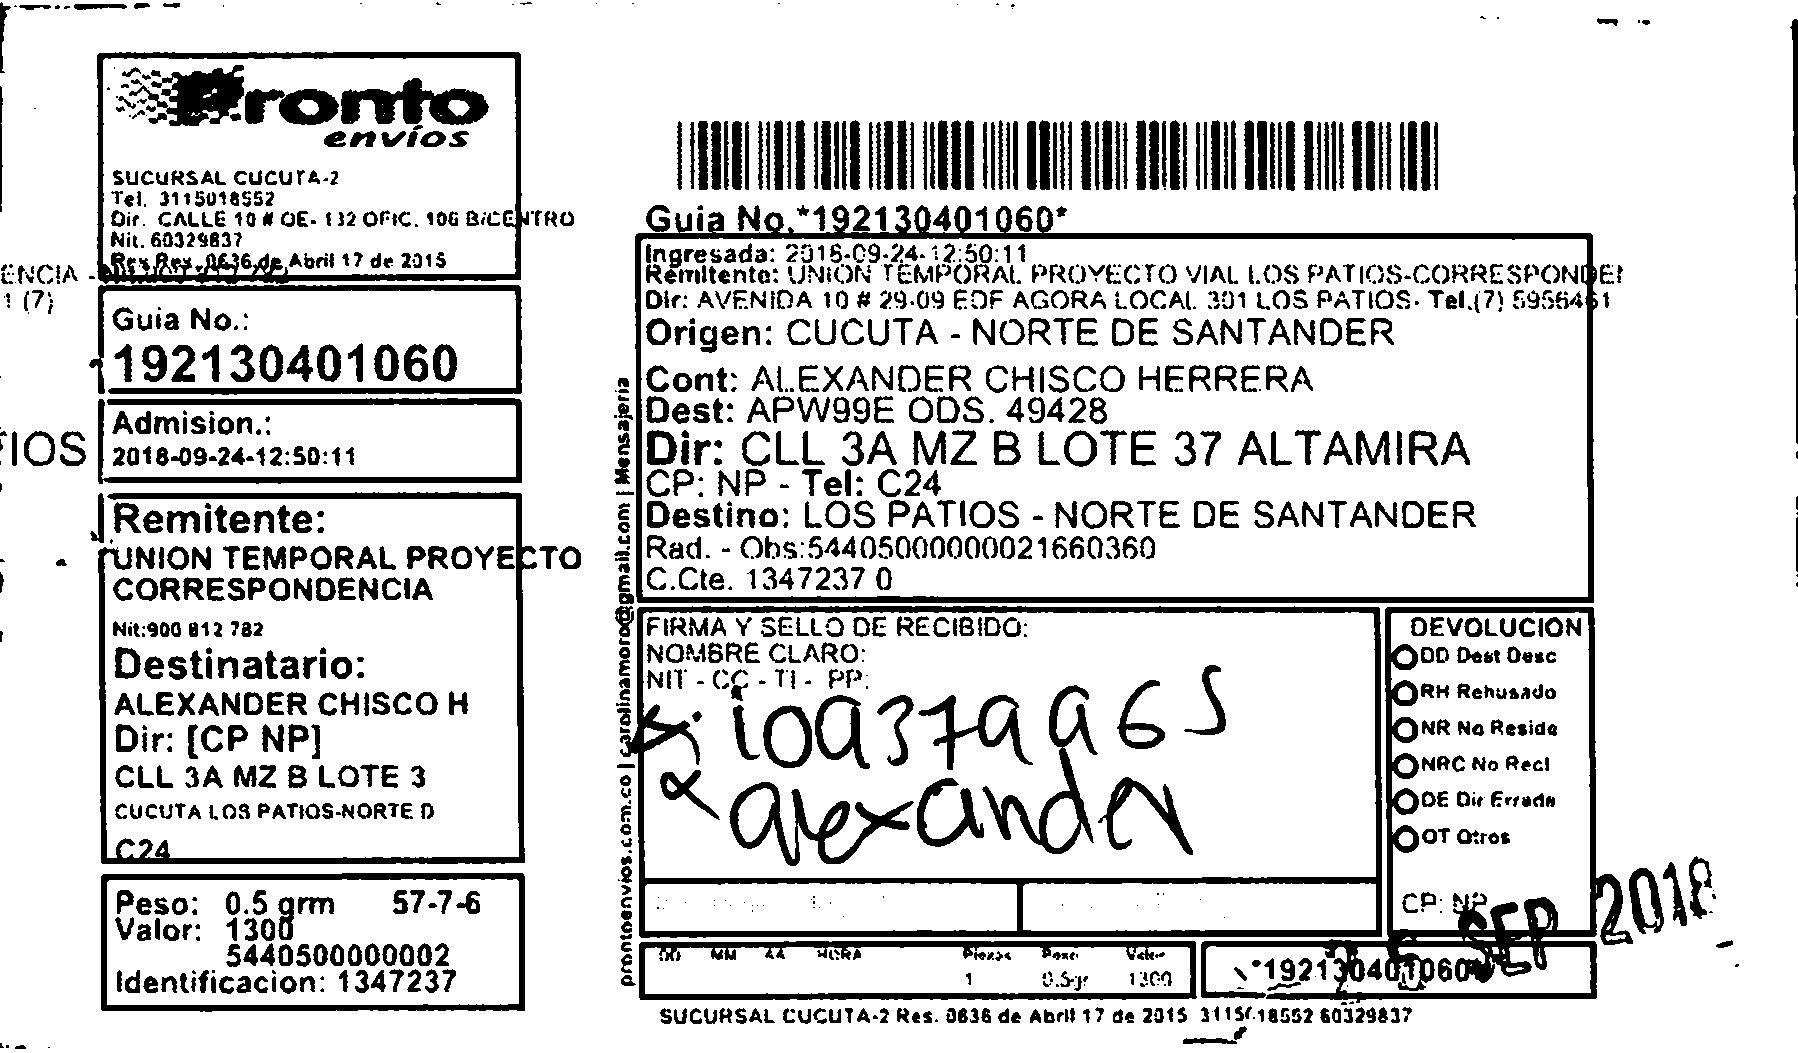 Pronto
envíos
SUCURSAL CUCUTA-2
Tel. 3115018552
Dir. CALLE 10 # OE- 132 OFIC. 106 BICENTRO
Nit. 60329837
Res Res. 0636 de Abril 17 de 2015
ENCIA -
1 (7)
Guia No.:
192130401060
Admision.:
2018-09-24-12:50:11
Remitente:
UNION TEMPORAL PROYECTO
CORRESPONDENCIA
Nit:900 812 782
Destinatario:
ALEXANDER CHISCO H
Dir: [CP NP]
CLL 3A MZ B LOTE 3
CUCUTA LOS PATIOS-NORTE D
C24
Peso: 0.5 grm 57-7-6
Valor: 1300
5440500000002
Identificacion: 1347237
prontoenvios.com.co | carolinamoro@gmail.com | Mensajeria
Guia No.*192130401060*
Ingresada: 2018-09-24-12:50:11
Remitente: UNION TEMPORAL PROYECTO VIAL LOS PATIOS-CORRESPONDE
Dir: AVENIDA 10 # 29-09 EDF AGORA LOCAL 301 LOS PATIOS- Tel.(7) 5956461
Origen: CUCUTA - NORTE DE SANTANDER
Cont: ALEXANDER CHISCO HERRERA
Dest: APW99E ODS. 49428
Dir: CLL 3A MZ B LOTE 37 ALTAMIRA
CP: NP - Tel: C24
Destino: LOS PATIOS - NORTE DE SANTANDER
Rad. - Obs:54405000000021660360
C.Cte. 1347237 0
FIRMA Y SELLO DE RECIBIDO:
NOMBRE CLARO:
NIT - CC - TI - PP:
1093799965
alexander
DEVOLUCION
DD Dest Desc
RH Rehusado
NR No Reside
NRC No Recl
DE Dir Errada
OT Otros
CP: NP
SEP 2018
DD MM AA HORA Piezas Peso Valor
1 0.5gr 1300
*192130401060*
SUCURSAL CUCUTA-2 Res. 0636 de Abril 17 de 2015 3115018552 60329837